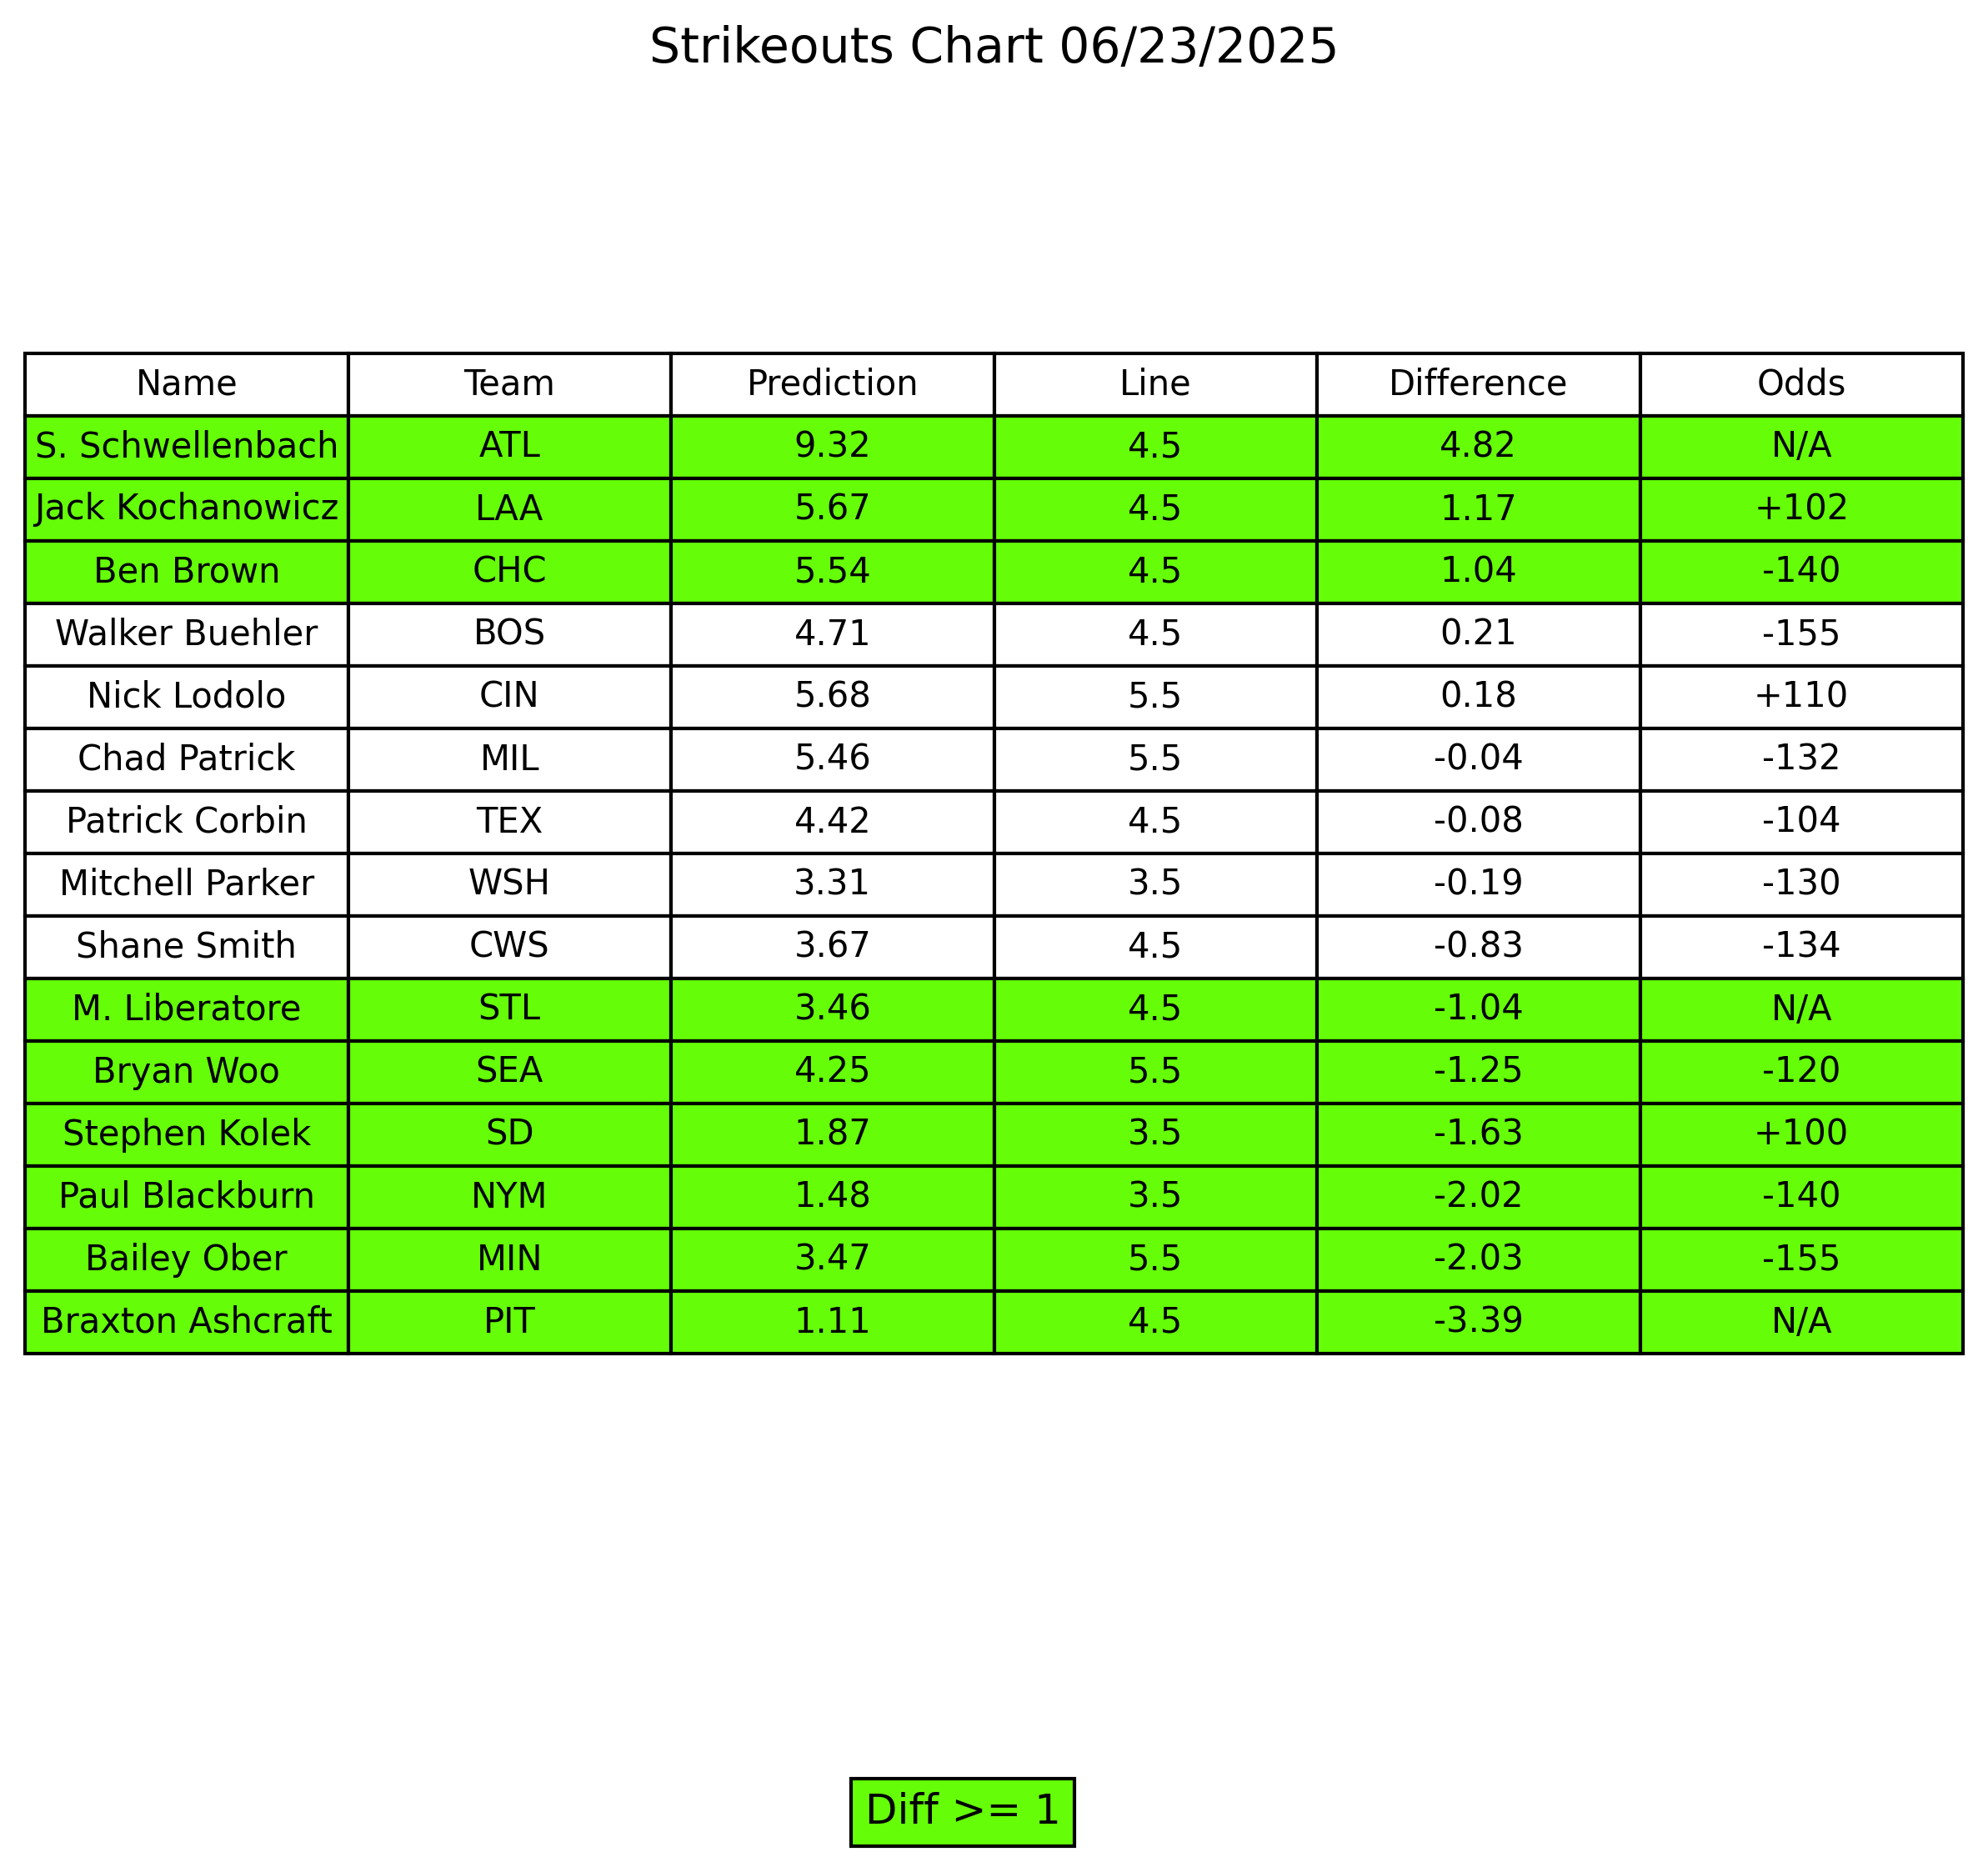 Strikeouts Chart 06/23/2025
Name Team Prediction Line Difference Odds
S. Schwellenbach ATL 9.32 4.5 4.82 N/A
Jack Kochanowicz LAA 5.67 4.5 1.17 +102
Ben Brown CHC 5.54 4.5 1.04 -140
Walker Buehler BOS 4.71 4.5 0.21 -155
Nick Lodolo CIN 5.68 5.5 0.18 +110
Chad Patrick MIL 5.46 5.5 -0.04 -132
Patrick Corbin TEX 4.42 4.5 -0.08 -104
Mitchell Parker WSH 3.31 3.5 -0.19 -130
Shane Smith CWS 3.67 4.5 -0.83 -134
M. Liberatore STL 3.46 4.5 -1.04 N/A
Bryan Woo SEA 4.25 5.5 -1.25 -120
Stephen Kolek SD 1.87 3.5 -1.63 +100
Paul Blackburn NYM 1.48 3.5 -2.02 -140
Bailey Ober MIN 3.47 5.5 -2.03 -155
Braxton Ashcraft PIT 1.11 4.5 -3.39 N/A
Diff >= 1